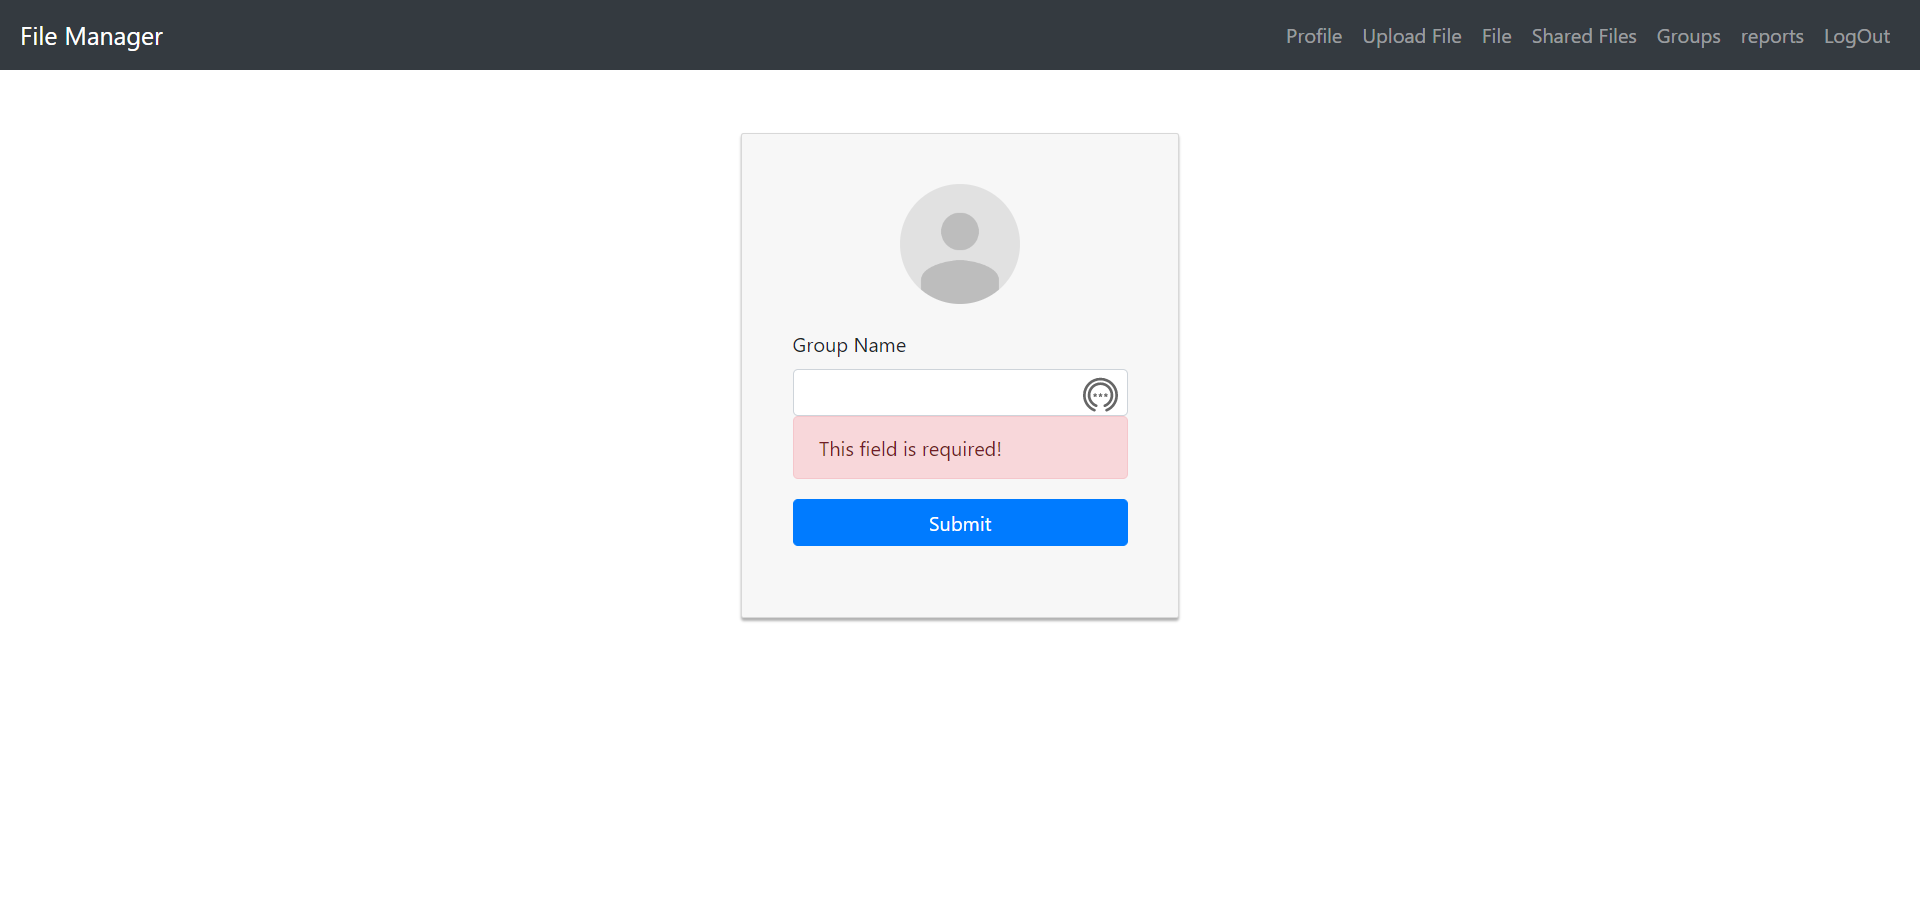 File Manager
Profile Upload File File Shared Files Groups reports LogOut
Group Name
This field is required!
Submit